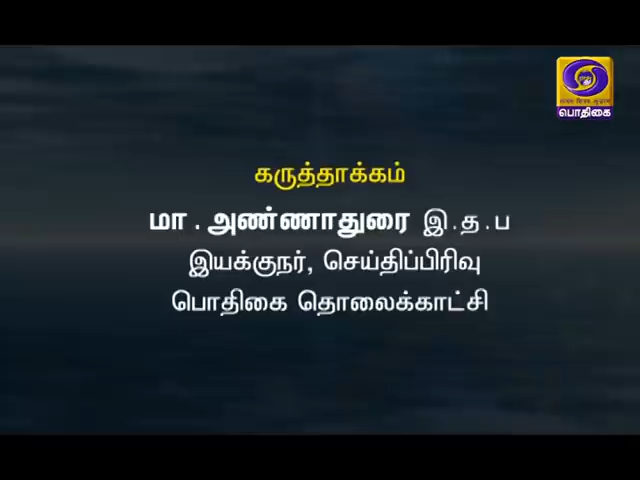 பொதிகை
கருத்தாக்கம்
மா . அண்ணாதுரை இ.த.ப
இயக்குநர், செய்திப்பிரிவு
பொதிகை தொலைக்காட்சி